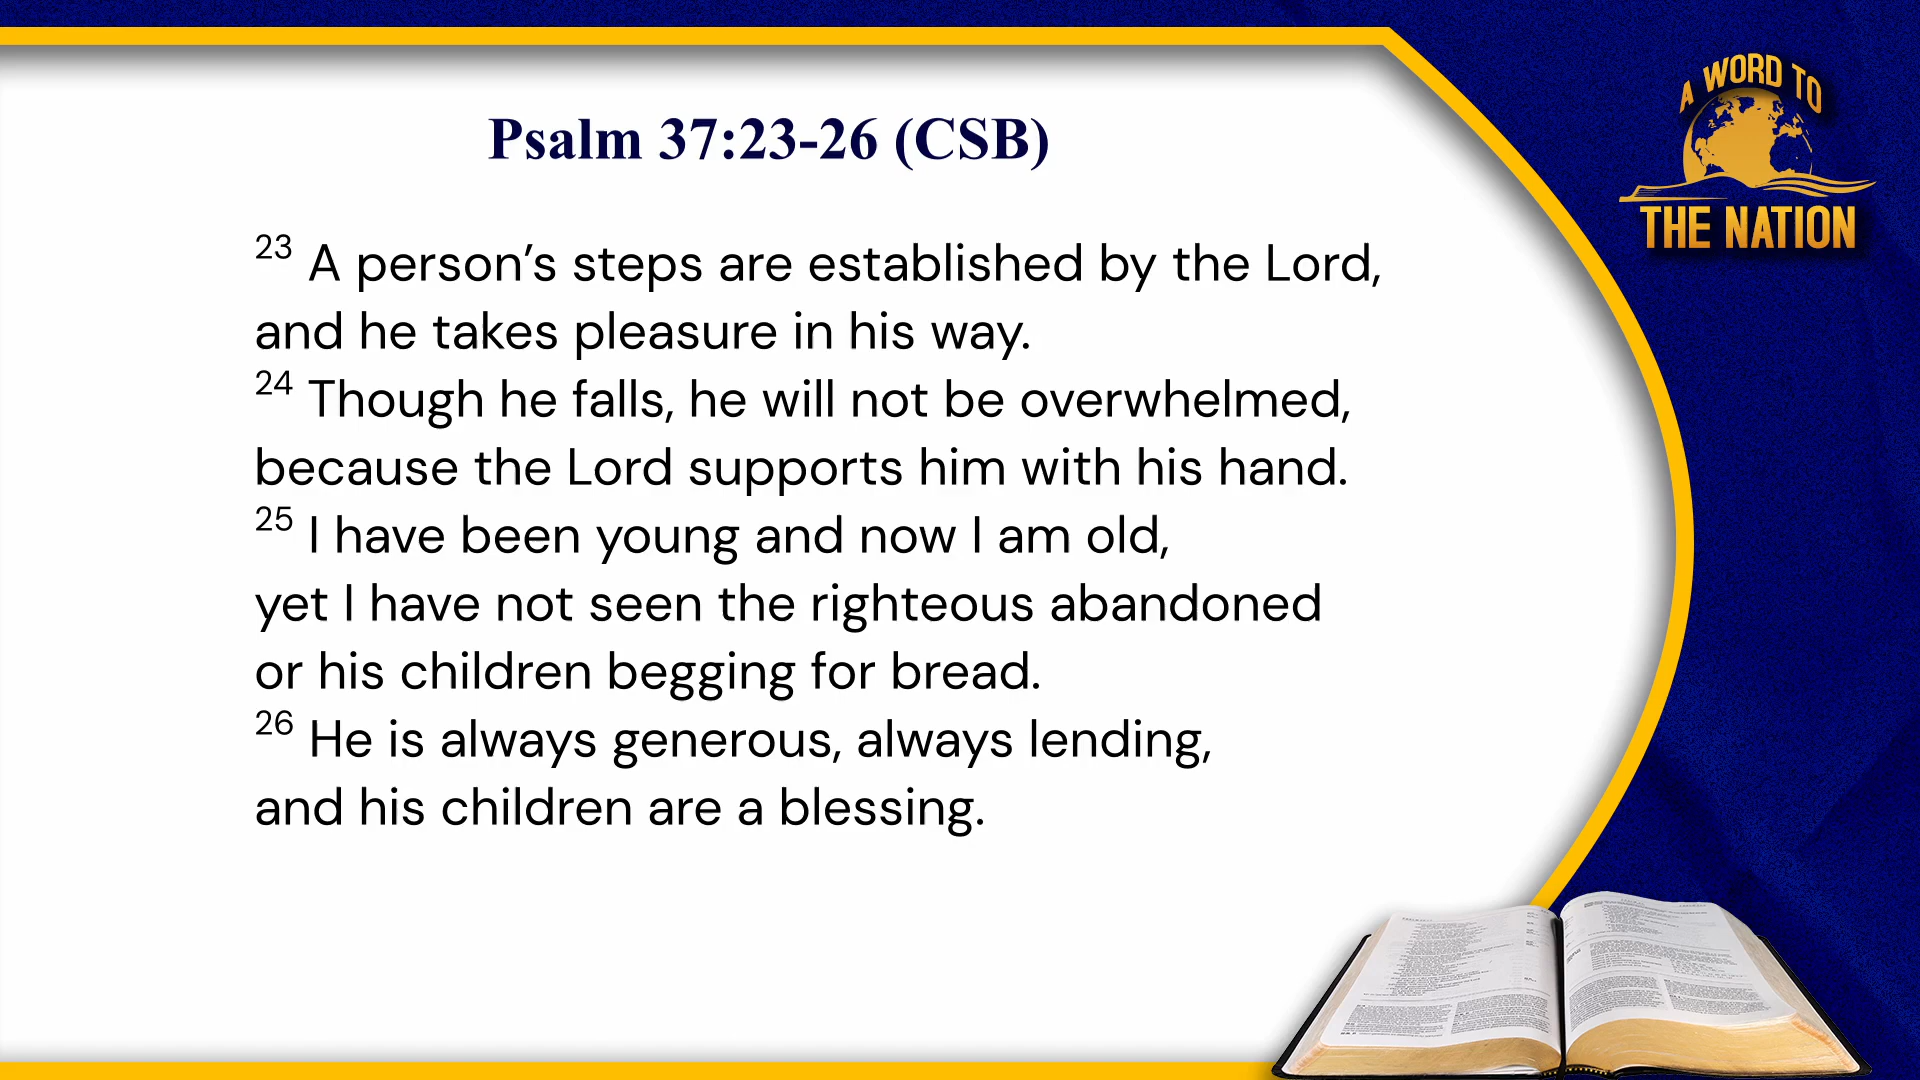 Psalm 37:23-26 (CSB)
A WORD TO
THE NATION
23 A person’s steps are established by the Lord,
and he takes pleasure in his way.
24 Though he falls, he will not be overwhelmed,
because the Lord supports him with his hand.
25 I have been young and now I am old,
yet I have not seen the righteous abandoned
or his children begging for bread.
26 He is always generous, always lending,
and his children are a blessing.